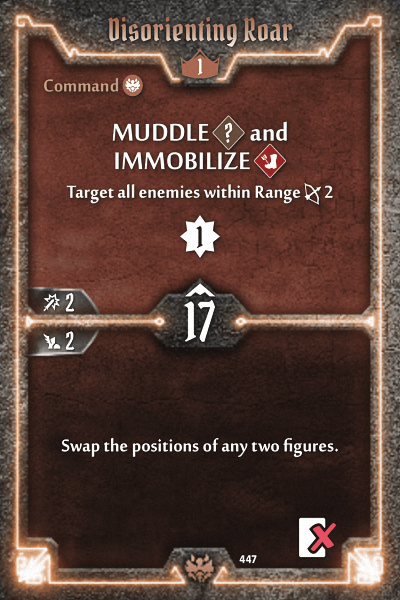 Disorienting Roar
1
Command
MUDDLE ? and
IMMOBILIZE
Target all enemies within Range 2
1
2
17
2
Swap the positions of any two figures.
447